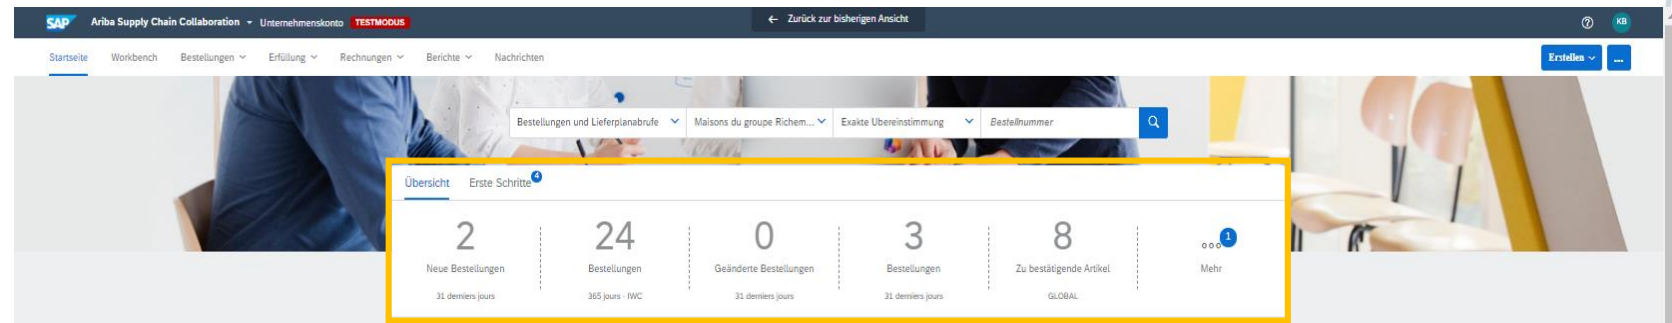 SAP Ariba Supply Chain Collaboration Unternehmenskonto TESTMODUS ← Zurück zur bisherigen Ansicht ? KB
Startseite Workbench Bestellungen Erfüllung Rechnungen Berichte Nachrichten Erstellen ...
Bestellungen und Lieferplanabrufe Maisons du groupe Richem... Exakte Übereinstimmung Bestellnummer
Übersicht Erste Schritte 4
2 24 0 3 8 1
Neue Bestellungen Bestellungen Geänderte Bestellungen Bestellungen Zu bestätigende Artikel Mehr
31 derniers jours 365 jours - IWC 31 derniers jours 31 derniers jours GLOBAL